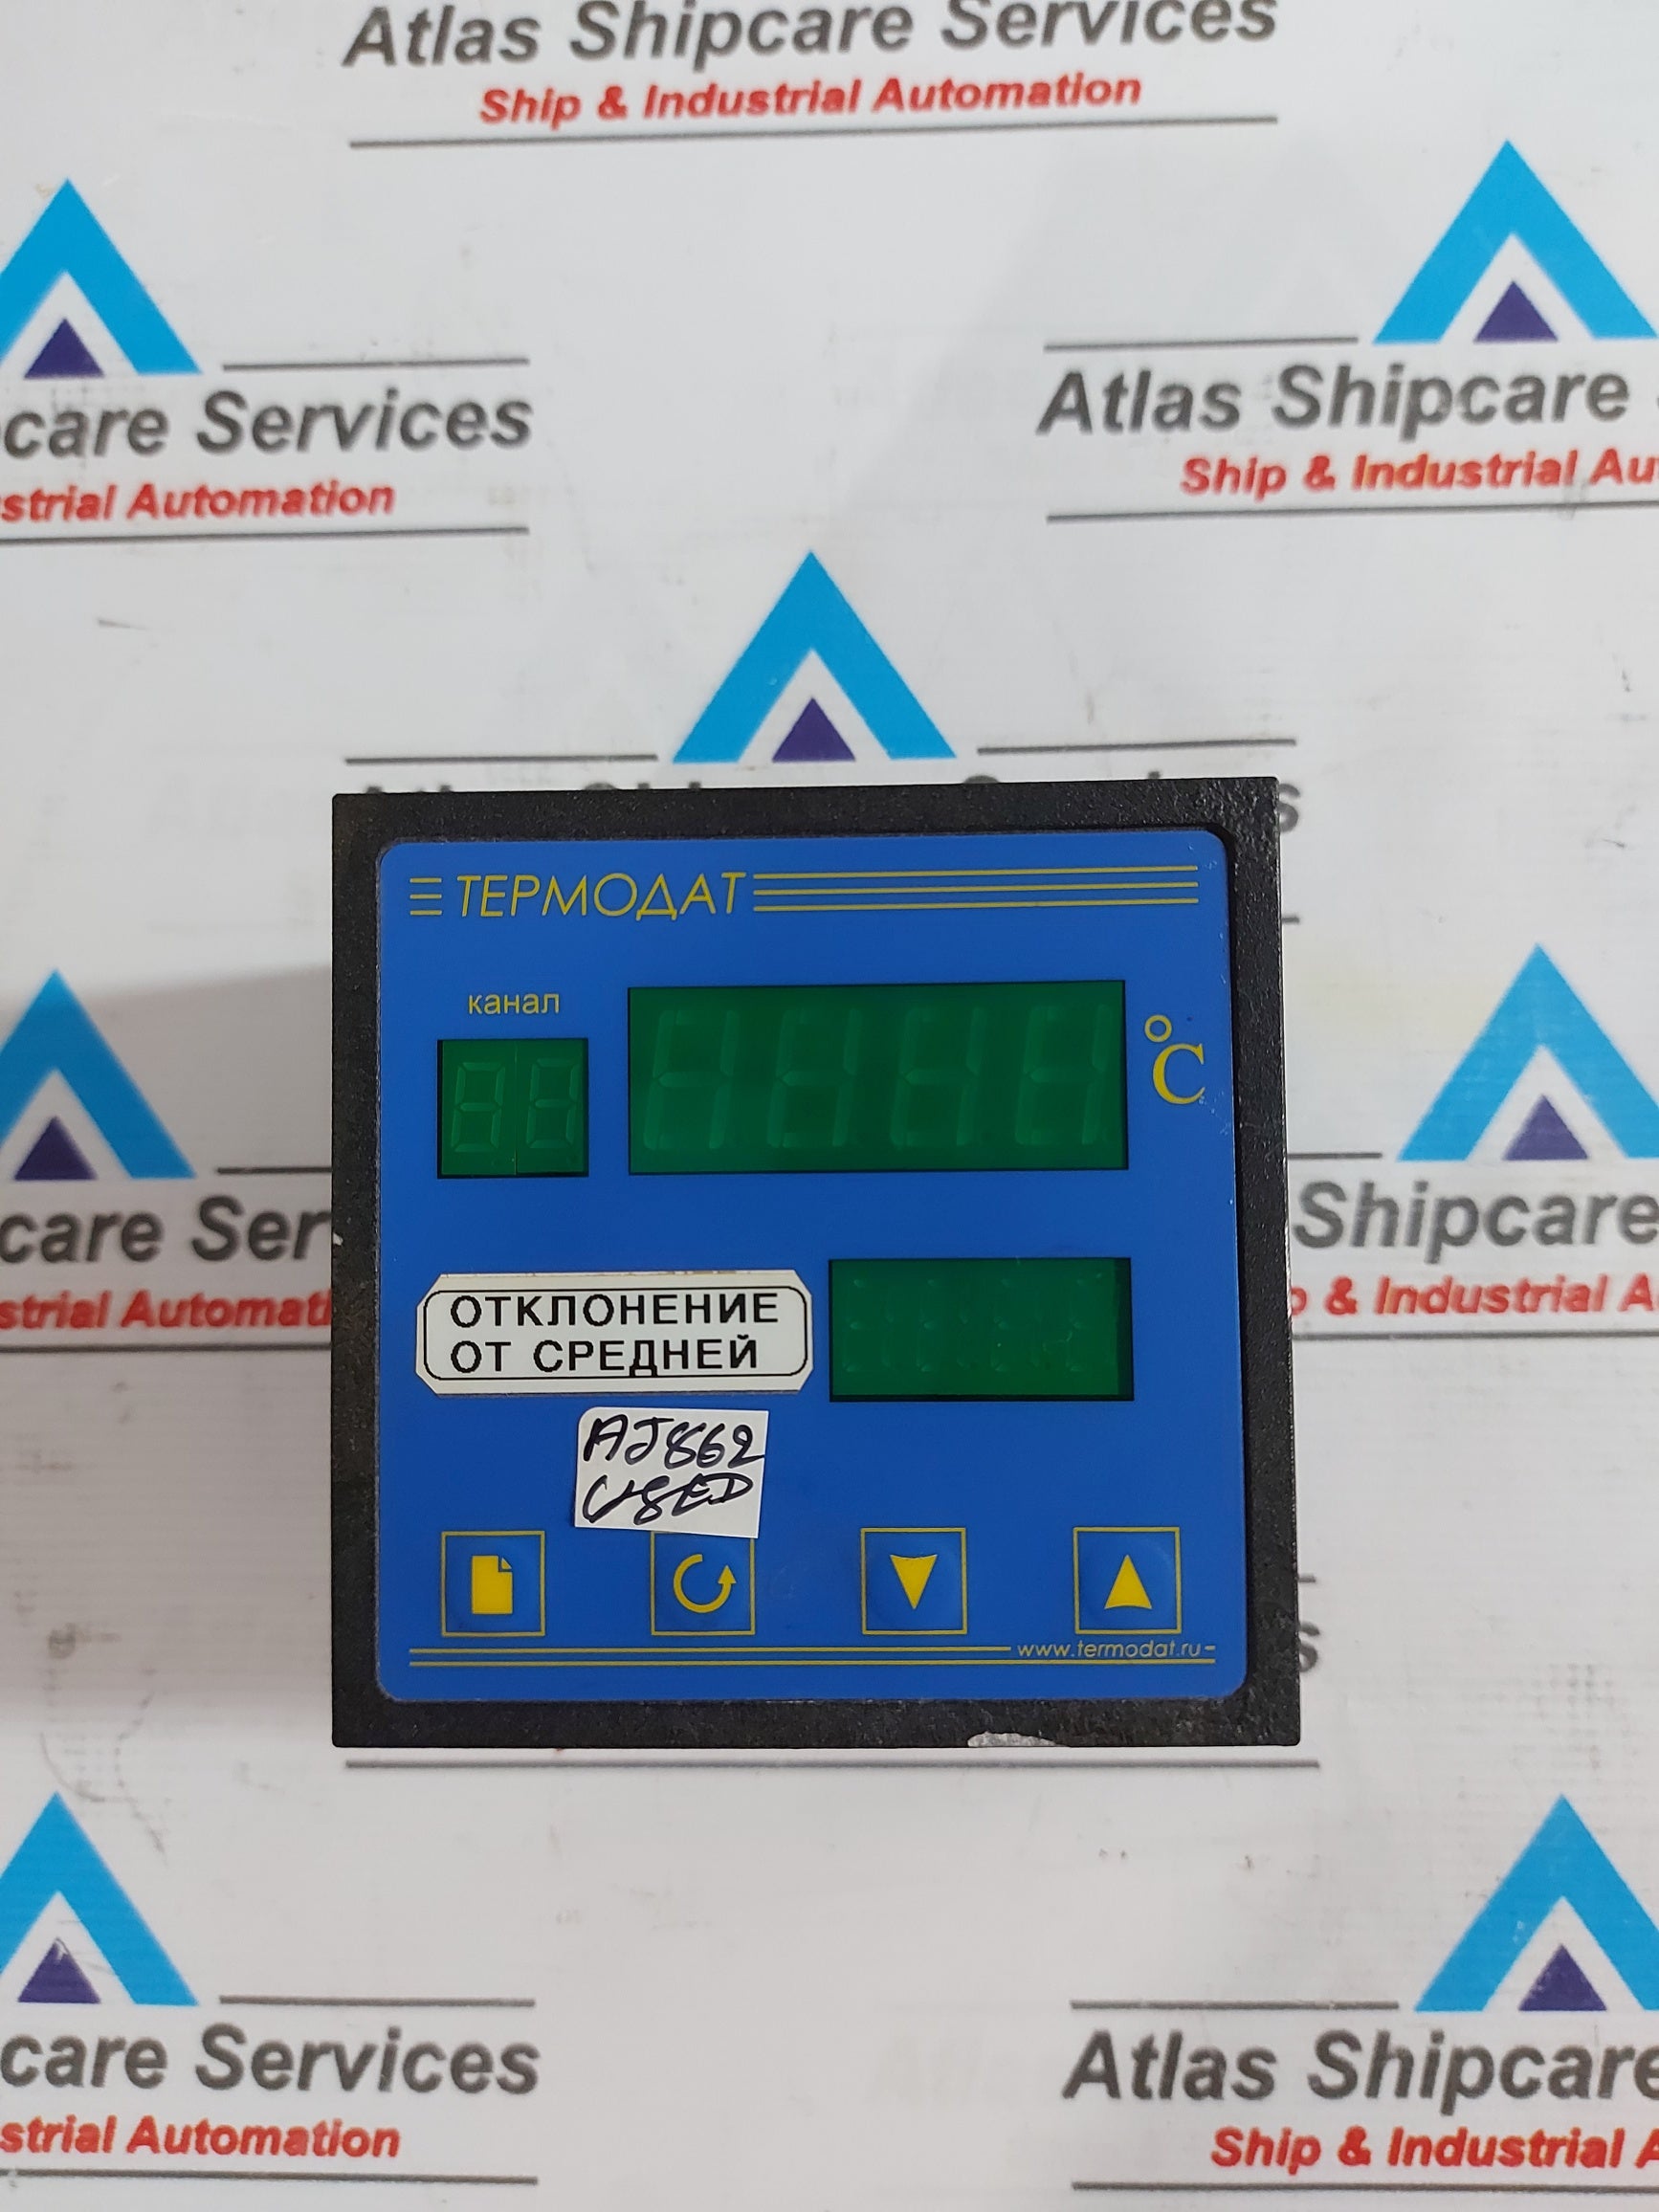 Atlas Shipcare Services
Ship & Industrial Automation
care Services
strial Automation
Atlas Shipcare
Ship & Industrial Au
ТЕРМОДАТ
канал
°C
care Ser
strial Automati
Shipcare
& Industrial A
ОТКЛОНЕНИЕ
ОТ СРЕДНЕЙ
AJ862
USED
www.termodat.ru
s
care Services
strial Automation
Atlas Shipcare
Ship & Industrial A